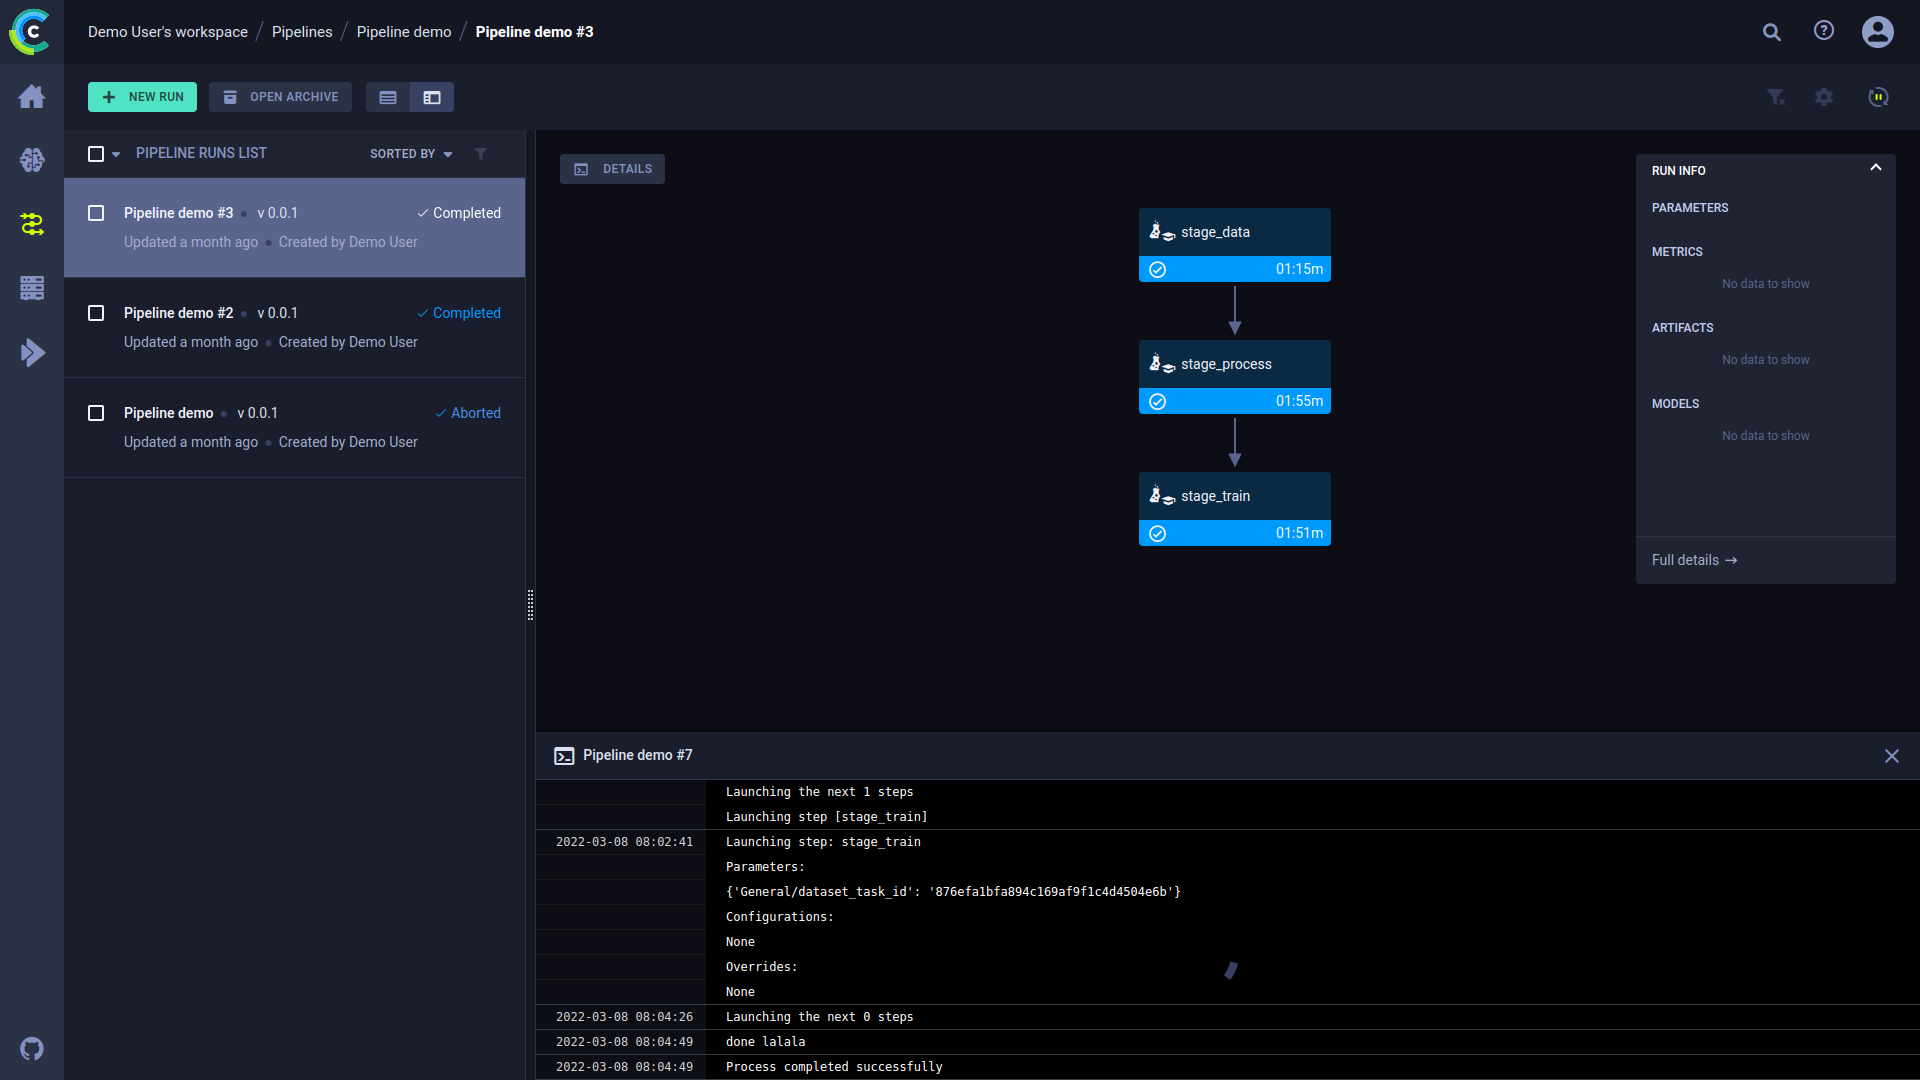 Demo User's workspace / Pipelines / Pipeline demo / Pipeline demo #3
NEW RUN
OPEN ARCHIVE
PIPELINE RUNS LIST
SORTED BY
Pipeline demo #3 v 0.0.1 Completed
Updated a month ago Created by Demo User
Pipeline demo #2 v 0.0.1 Completed
Updated a month ago Created by Demo User
Pipeline demo v 0.0.1 Aborted
Updated a month ago Created by Demo User
DETAILS
stage_data
01:15m
stage_process
01:55m
stage_train
01:51m
RUN INFO
PARAMETERS
METRICS
No data to show
ARTIFACTS
No data to show
MODELS
No data to show
Full details →
Pipeline demo #7
Launching the next 1 steps
Launching step [stage_train]
2022-03-08 08:02:41 Launching step: stage_train
Parameters:
{'General/dataset_task_id': '876efa1bfa894c169af9f1c4d4504e6b'}
Configurations:
None
Overrides:
None
2022-03-08 08:04:26 Launching the next 0 steps
2022-03-08 08:04:49 done lalala
2022-03-08 08:04:49 Process completed successfully